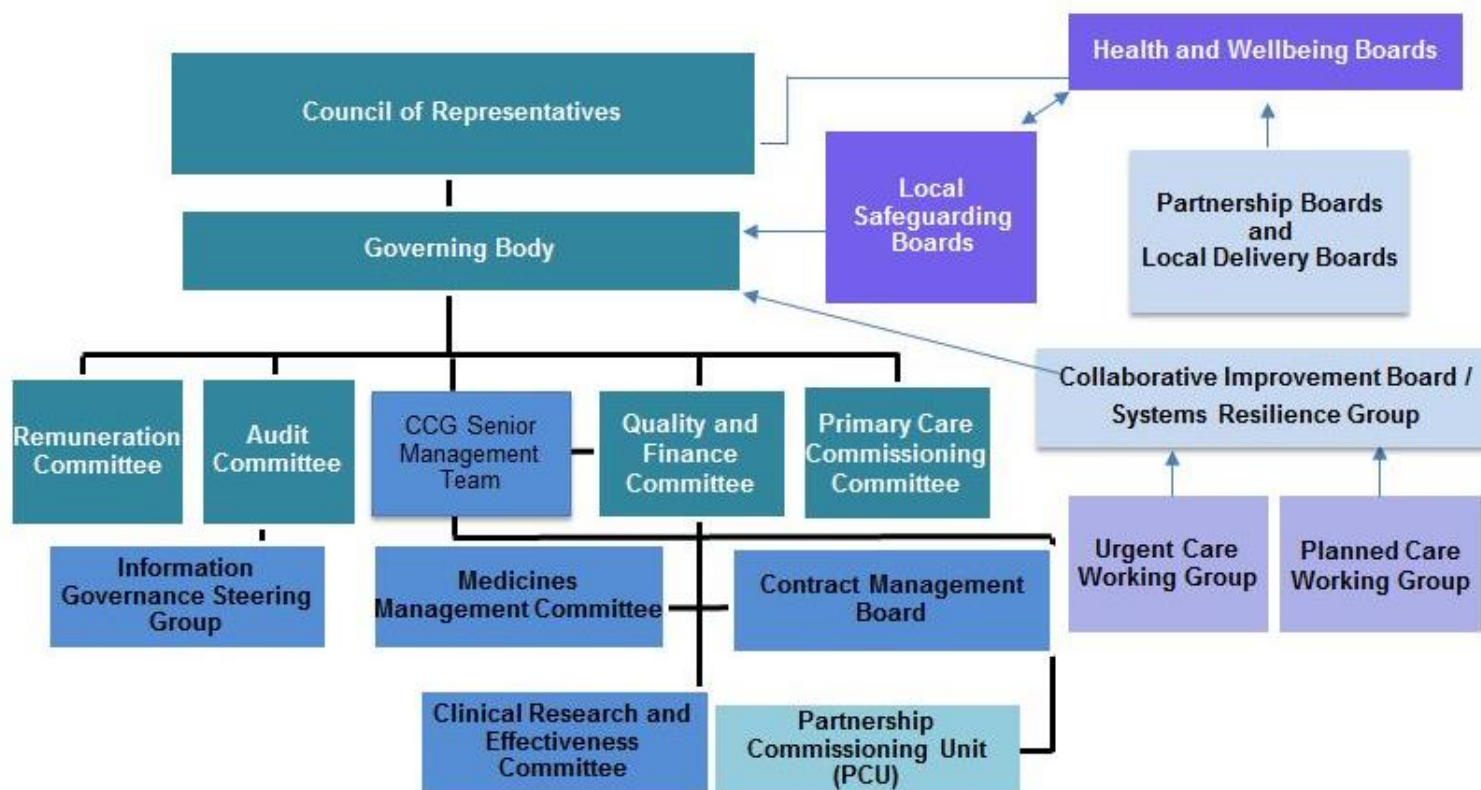 Health and Wellbeing Boards
Council of Representatives
Local
Safeguarding
Boards
Partnership Boards
and
Local Delivery Boards
Governing Body
Collaborative Improvement Board /
Systems Resilience Group
Remuneration
Committee
Audit
Committee
CCG Senior
Management
Team
Quality and
Finance
Committee
Primary Care
Commissioning
Committee
Urgent Care
Working Group
Planned Care
Working Group
Information
Governance Steering
Group
Medicines
Management Committee
Contract Management
Board
Clinical Research and
Effectiveness
Committee
Partnership
Commissioning Unit
(PCU)